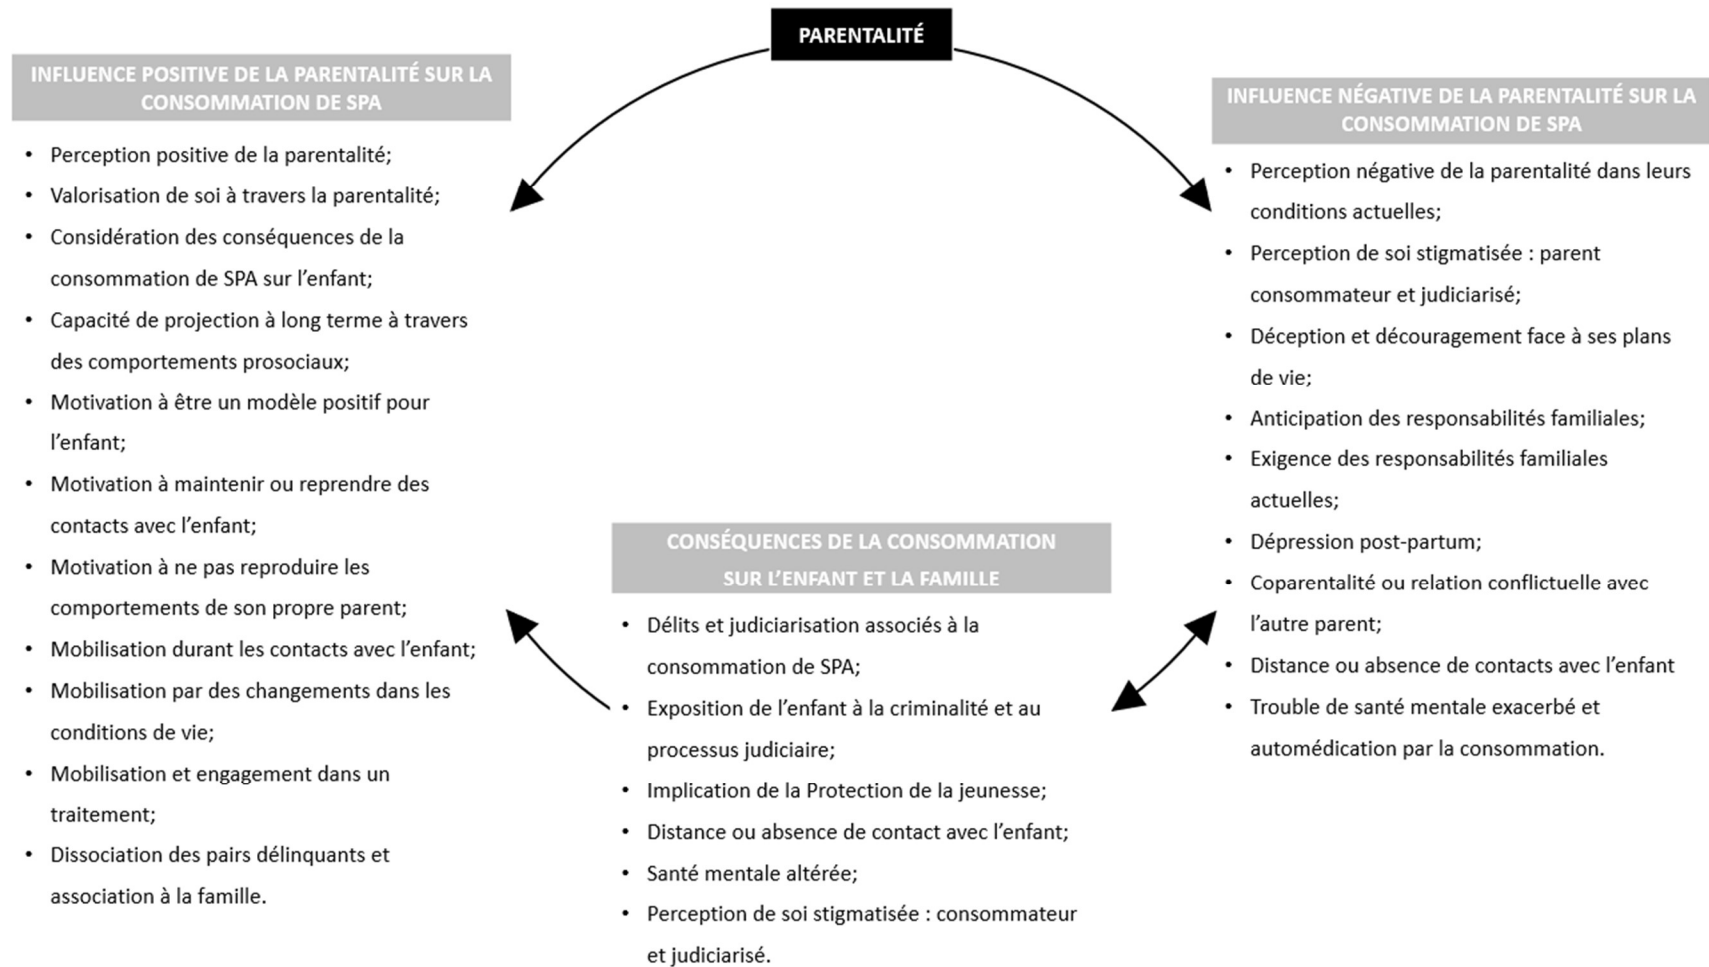 PARENTALITÉ
INFLUENCE POSITIVE DE LA PARENTALITÉ SUR LA
CONSOMMATION DE SPA
• Perception positive de la parentalité;
• Valorisation de soi à travers la parentalité;
• Considération des conséquences de la
consommation de SPA sur l'enfant;
• Capacité de projection à long terme à travers
des comportements prosociaux;
• Motivation à être un modèle positif pour
l'enfant;
• Motivation à maintenir ou reprendre des
contacts avec l'enfant;
• Motivation à ne pas reproduire les
comportements de son propre parent;
• Mobilisation durant les contacts avec l'enfant;
• Mobilisation par des changements dans les
conditions de vie;
• Mobilisation et engagement dans un
traitement;
• Dissociation des pairs délinquants et
association à la famille.
CONSÉQUENCES DE LA CONSOMMATION
SUR L'ENFANT ET LA FAMILLE
• Délits et judiciarisation associés à la
consommation de SPA;
• Exposition de l'enfant à la criminalité et au
processus judiciaire;
• Implication de la Protection de la jeunesse;
• Distance ou absence de contact avec l'enfant;
• Santé mentale altérée;
• Perception de soi stigmatisée : consommateur
et judiciarisé.
INFLUENCE NÉGATIVE DE LA PARENTALITÉ SUR LA
CONSOMMATION DE SPA
• Perception négative de la parentalité dans leurs
conditions actuelles;
• Perception de soi stigmatisée : parent
consommateur et judiciarisé;
• Déception et découragement face à ses plans
de vie;
• Anticipation des responsabilités familiales;
• Exigence des responsabilités familiales
actuelles;
• Dépression post-partum;
• Coparentalité ou relation conflictuelle avec
l'autre parent;
• Distance ou absence de contacts avec l'enfant
• Trouble de santé mentale exacerbé et
automédication par la consommation.